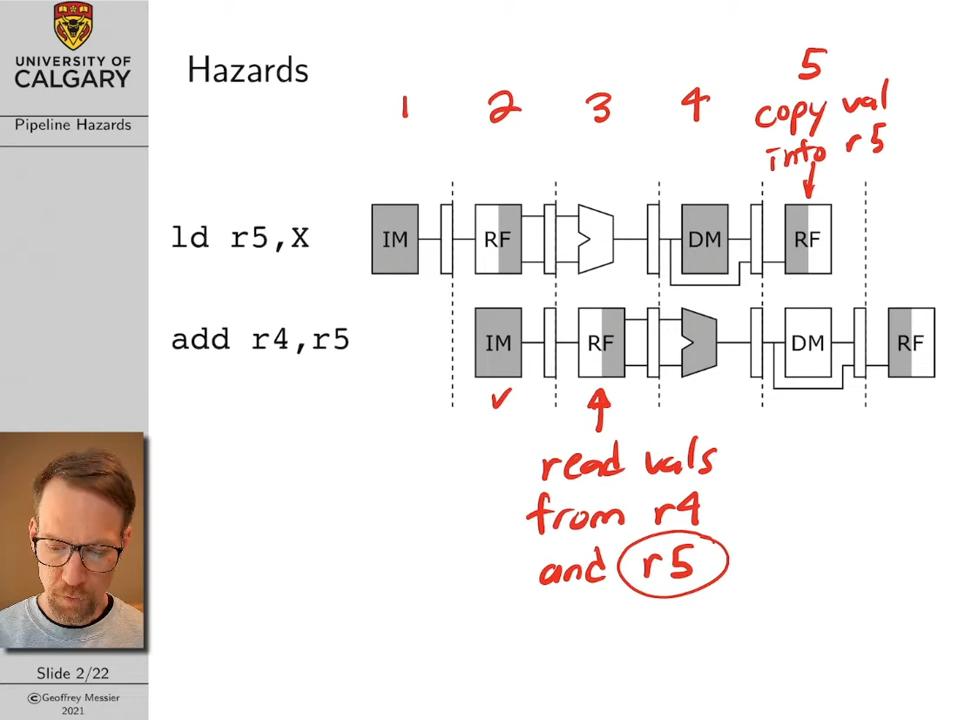 UNIVERSITY OF
CALGARY
Pipeline Hazards
Hazards
1 2 3 4 5
copy val
into r5
ld r5,X
IM RF DM RF
add r4,r5
IM RF DM RF
read vals
from r4
and r5
Slide 2/22
©Geoffrey Messier
2021